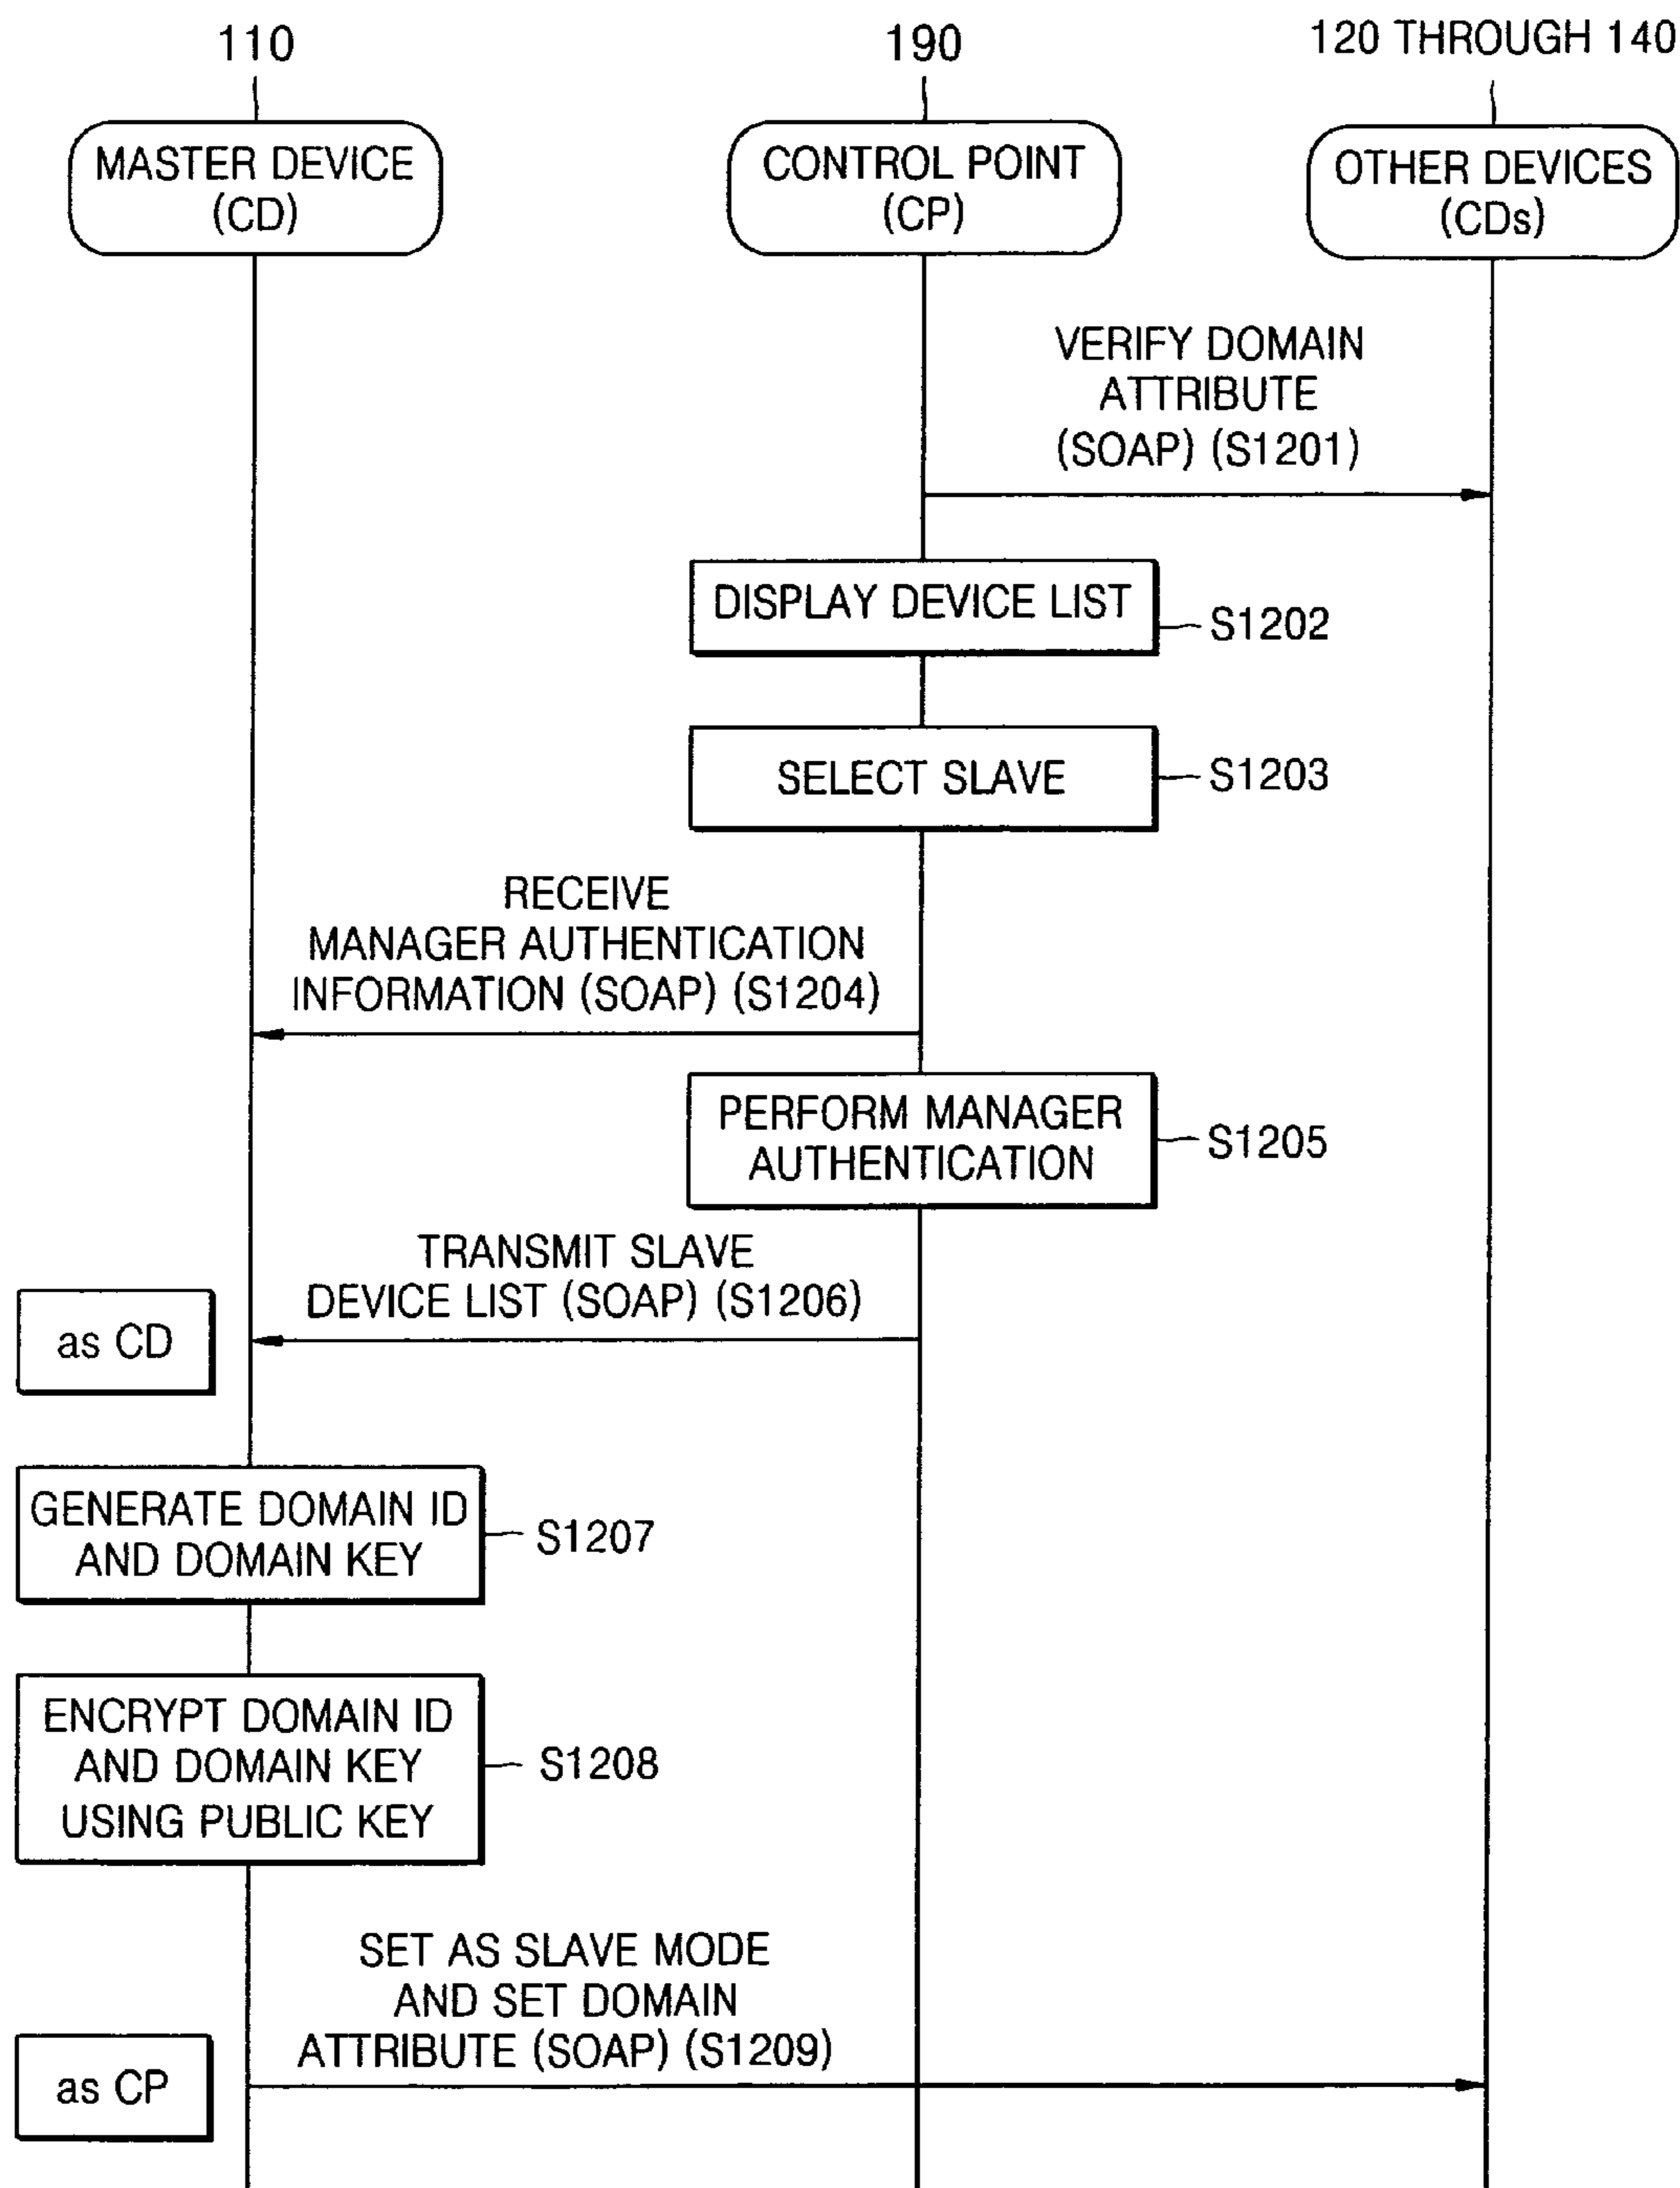 110
190
120 THROUGH 140
MASTER DEVICE
(CD)
CONTROL POINT
(CP)
OTHER DEVICES
(CDs)
VERIFY DOMAIN
ATTRIBUTE
(SOAP) (S1201)
DISPLAY DEVICE LIST
S1202
SELECT SLAVE
S1203
RECEIVE
MANAGER AUTHENTICATION
INFORMATION (SOAP) (S1204)
PERFORM MANAGER
AUTHENTICATION
S1205
TRANSMIT SLAVE
DEVICE LIST (SOAP) (S1206)
as CD
GENERATE DOMAIN ID
AND DOMAIN KEY
S1207
ENCRYPT DOMAIN ID
AND DOMAIN KEY
USING PUBLIC KEY
S1208
SET AS SLAVE MODE
AND SET DOMAIN
ATTRIBUTE (SOAP) (S1209)
as CP